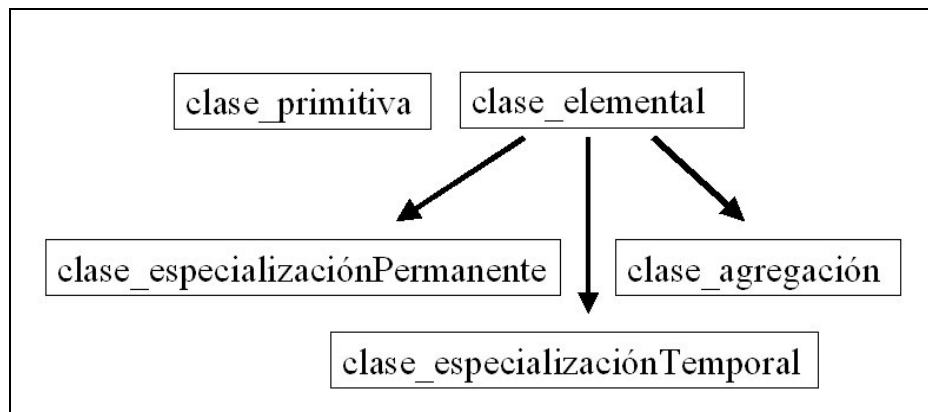 clase_primitiva
clase_elemental
clase_especializaciónPermanente
clase_agregación
clase_especializaciónTemporal